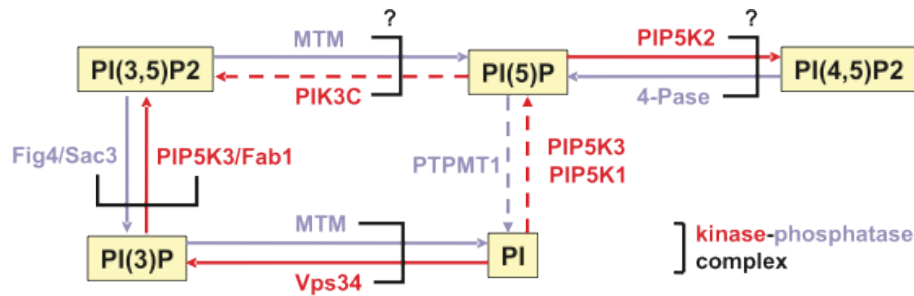 ? ?
MTM PIP5K2
PI(3,5)P2 PI(5)P PI(4,5)P2
PIK3C 4-Pase
Fig4/Sac3 PIP5K3/Fab1 PTPMT1 PIP5K3
PIP5K1
MTM
PI(3)P PI kinase-phosphatase
Vps34 complex